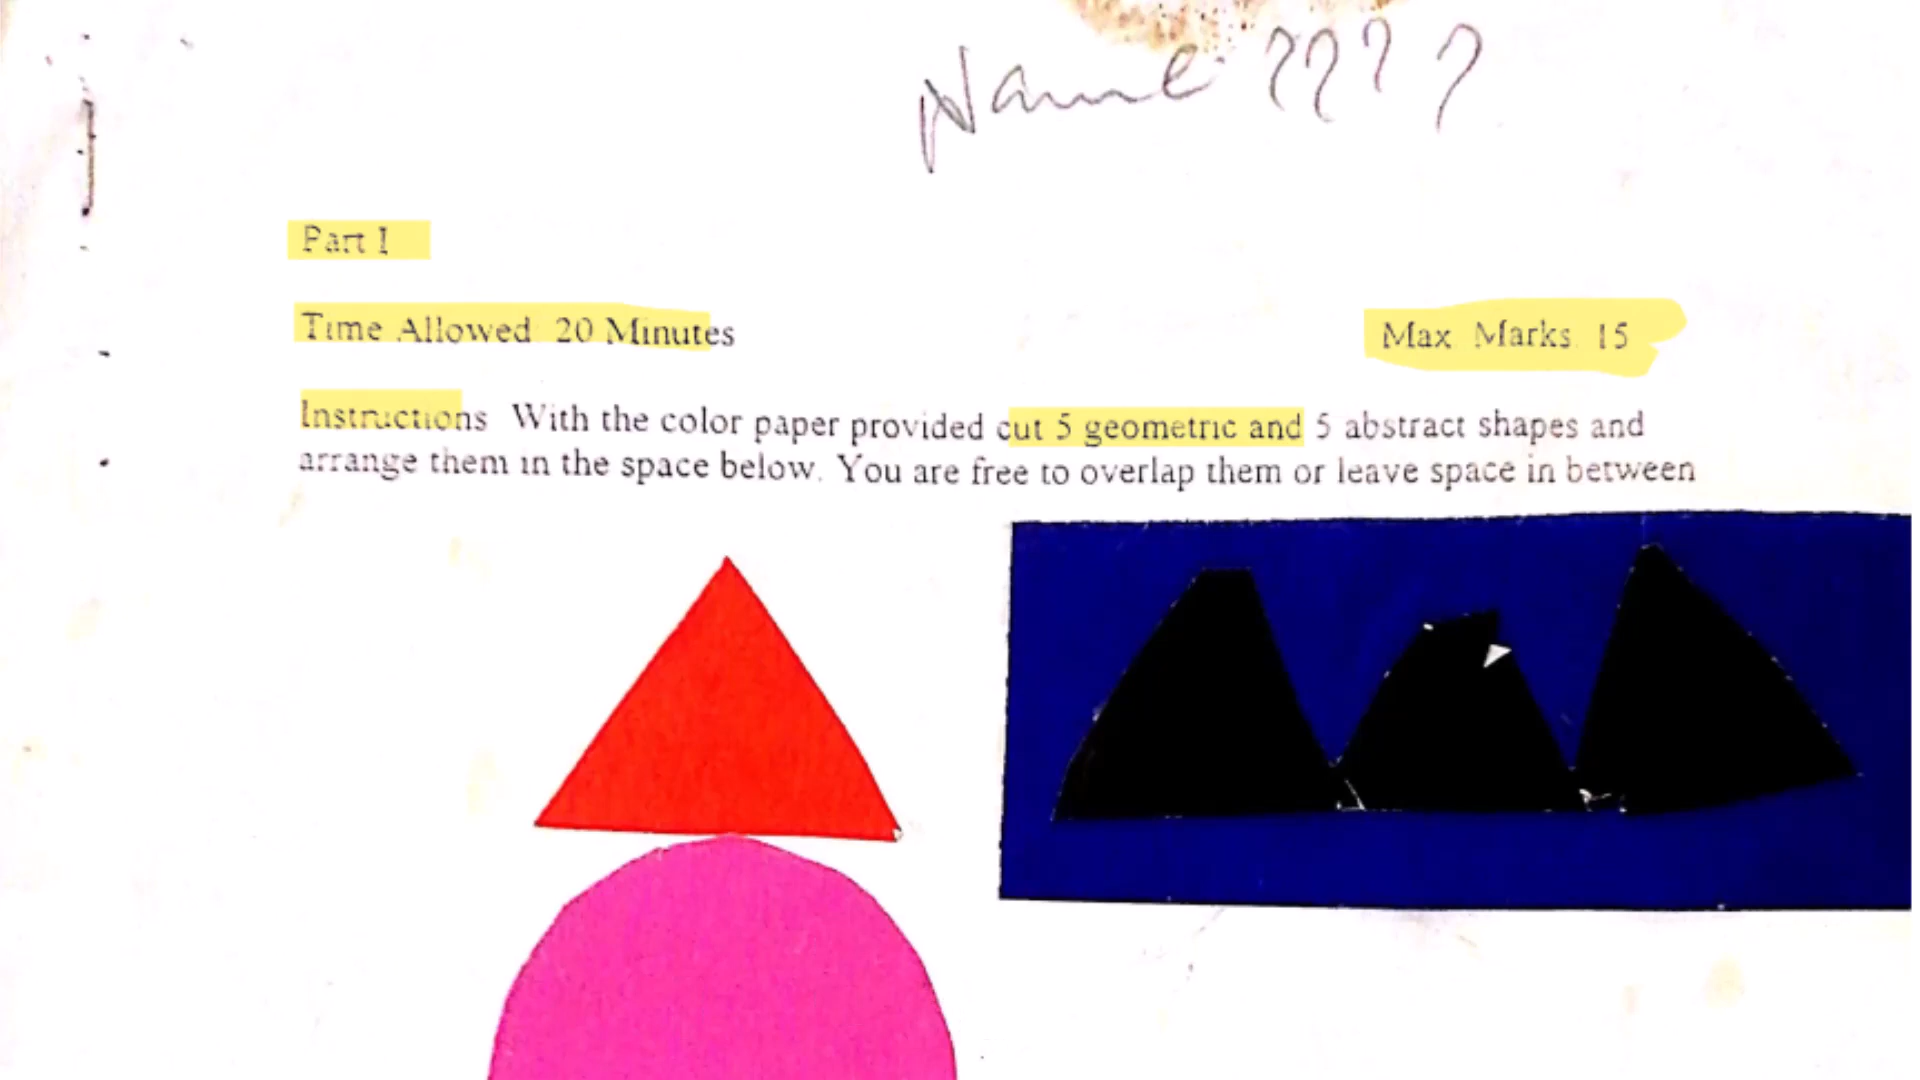 Name ????
Part I
Time Allowed 20 Minutes
Max Marks 15
Instructions With the color paper provided cut 5 geometric and 5 abstract shapes and
arrange them in the space below. You are free to overlap them or leave space in between